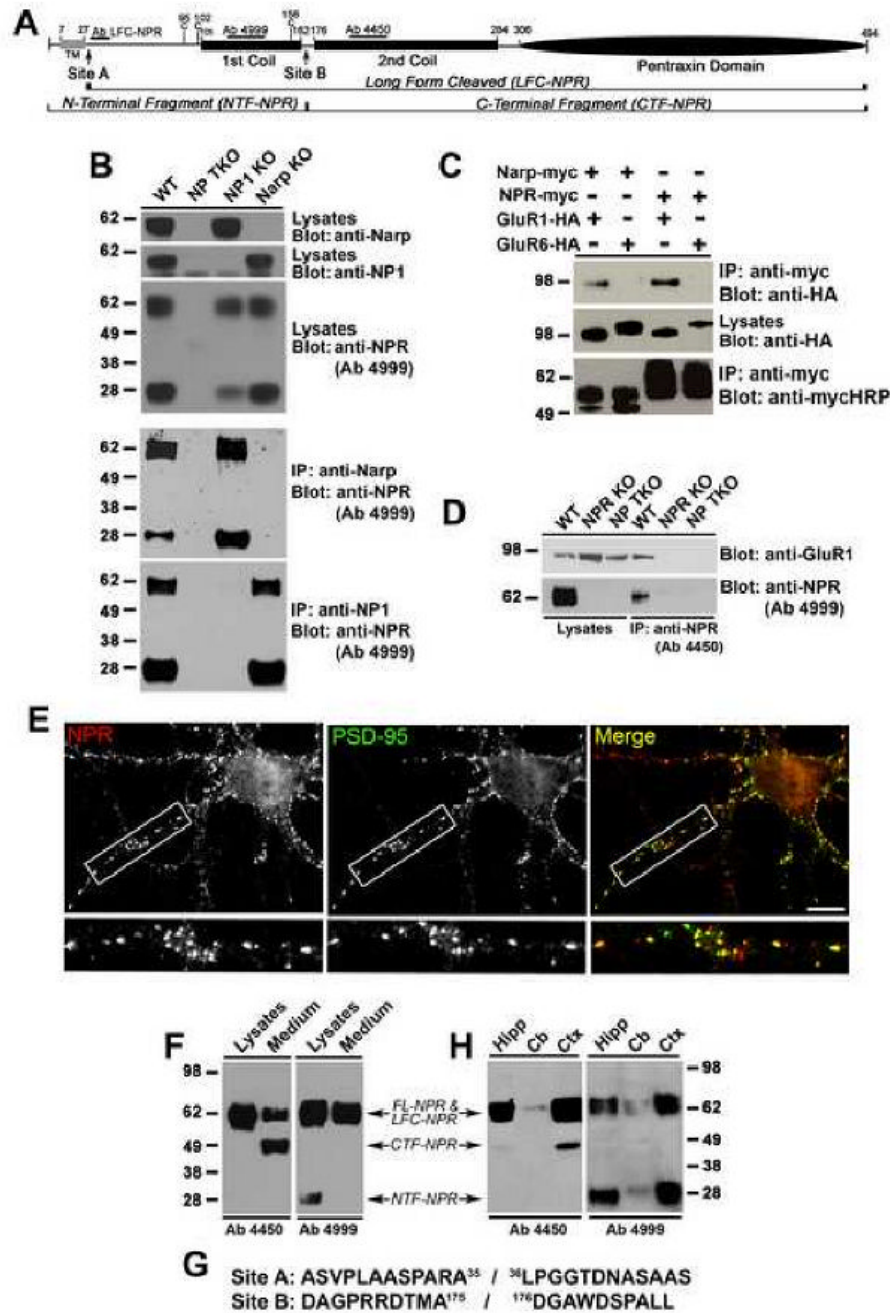 A
7 27 Ab LFC-NPR 95 102 Ab 4999 158 162 176 Ab 4450 284 306 494
C C C
TM
Site A 1st Coil Site B 2nd Coil Pentraxin Domain
Long Form Cleaved (LFC-NPR)
N-Terminal Fragment (NTF-NPR) C-Terminal Fragment (CTF-NPR)
B
WT NP TKO NP1 KO Narp KO
62 Lysates
Blot: anti-Narp
62 Lysates
Blot: anti-NP1
62
49 Lysates
38 Blot: anti-NPR
(Ab 4999)
28
62
IP: anti-Narp
49 Blot: anti-NPR
38 (Ab 4999)
28
62
49 IP: anti-NP1
Blot: anti-NPR
38 (Ab 4999)
28
C
Narp-myc + + - -
NPR-myc - - + +
GluR1-HA + - + -
GluR6-HA - + - +
98 IP: anti-myc
Blot: anti-HA
98 Lysates
Blot: anti-HA
62 IP: anti-myc
Blot: anti-mycHRP
49
D
WT NPR KO NP TKO WT NPR KO NP TKO
98 Blot: anti-GluR1
62 Blot: anti-NPR
(Ab 4999)
Lysates IP: anti-NPR
(Ab 4450)
E
NPR PSD-95 Merge
F
Lysates Medium Lysates Medium
98
62
49
38
28
Ab 4450 Ab 4999
FL-NPR &
LFC-NPR
CTF-NPR
NTF-NPR
H
Hipp Cb Ctx Hipp Cb Ctx
98
62
49
38
28
Ab 4450 Ab 4999
G
Site A: ASVPLAASPARA³⁵ / ³⁶LPGGTDNASAAS
Site B: DAGPRRDTMA¹⁷⁵ / ¹⁷⁶DGAWDSPALL